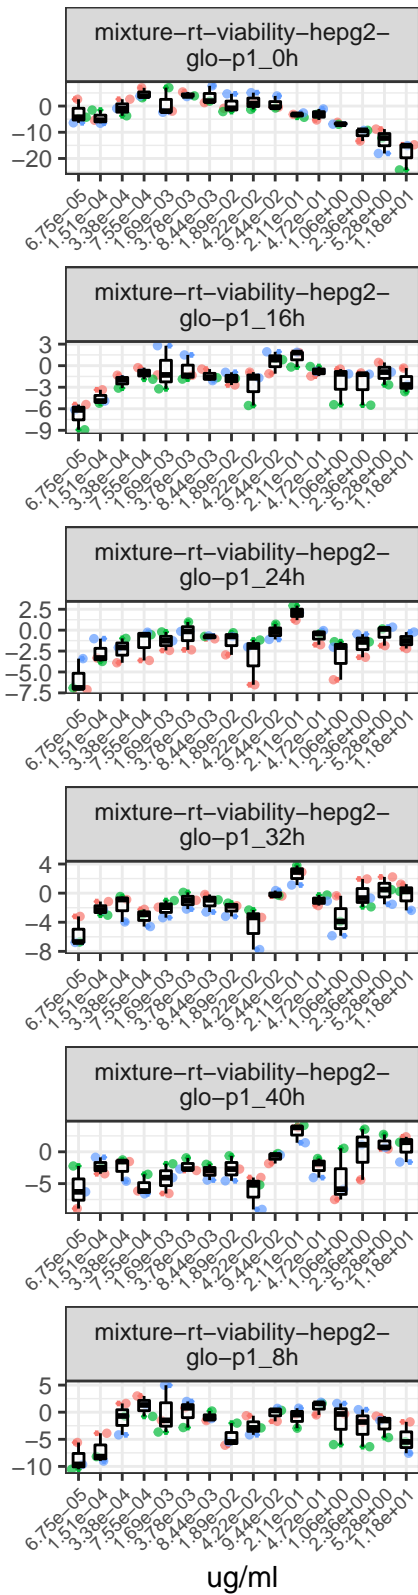 mixture−rt−viability−hepg2−
glo−p1_0h
0
−10
−20
6.75e−05
1.51e−04
3.38e−04
7.55e−04
1.69e−03
3.78e−03
8.44e−03
1.89e−02
4.22e−02
9.44e−02
2.11e−01
4.72e−01
1.06e+00
2.36e+00
5.28e+00
1.18e+01
mixture−rt−viability−hepg2−
glo−p1_16h
3
0
−3
−6
−9
6.75e−05
1.51e−04
3.38e−04
7.55e−04
1.69e−03
3.78e−03
8.44e−03
1.89e−02
4.22e−02
9.44e−02
2.11e−01
4.72e−01
1.06e+00
2.36e+00
5.28e+00
1.18e+01
mixture−rt−viability−hepg2−
glo−p1_24h
2.5
0.0
−2.5
−5.0
−7.5
6.75e−05
1.51e−04
3.38e−04
7.55e−04
1.69e−03
3.78e−03
8.44e−03
1.89e−02
4.22e−02
9.44e−02
2.11e−01
4.72e−01
1.06e+00
2.36e+00
5.28e+00
1.18e+01
mixture−rt−viability−hepg2−
glo−p1_32h
4
0
−4
−8
6.75e−05
1.51e−04
3.38e−04
7.55e−04
1.69e−03
3.78e−03
8.44e−03
1.89e−02
4.22e−02
9.44e−02
2.11e−01
4.72e−01
1.06e+00
2.36e+00
5.28e+00
1.18e+01
mixture−rt−viability−hepg2−
glo−p1_40h
0
−5
6.75e−05
1.51e−04
3.38e−04
7.55e−04
1.69e−03
3.78e−03
8.44e−03
1.89e−02
4.22e−02
9.44e−02
2.11e−01
4.72e−01
1.06e+00
2.36e+00
5.28e+00
1.18e+01
mixture−rt−viability−hepg2−
glo−p1_8h
5
0
−5
−10
6.75e−05
1.51e−04
3.38e−04
7.55e−04
1.69e−03
3.78e−03
8.44e−03
1.89e−02
4.22e−02
9.44e−02
2.11e−01
4.72e−01
1.06e+00
2.36e+00
5.28e+00
1.18e+01
ug/ml